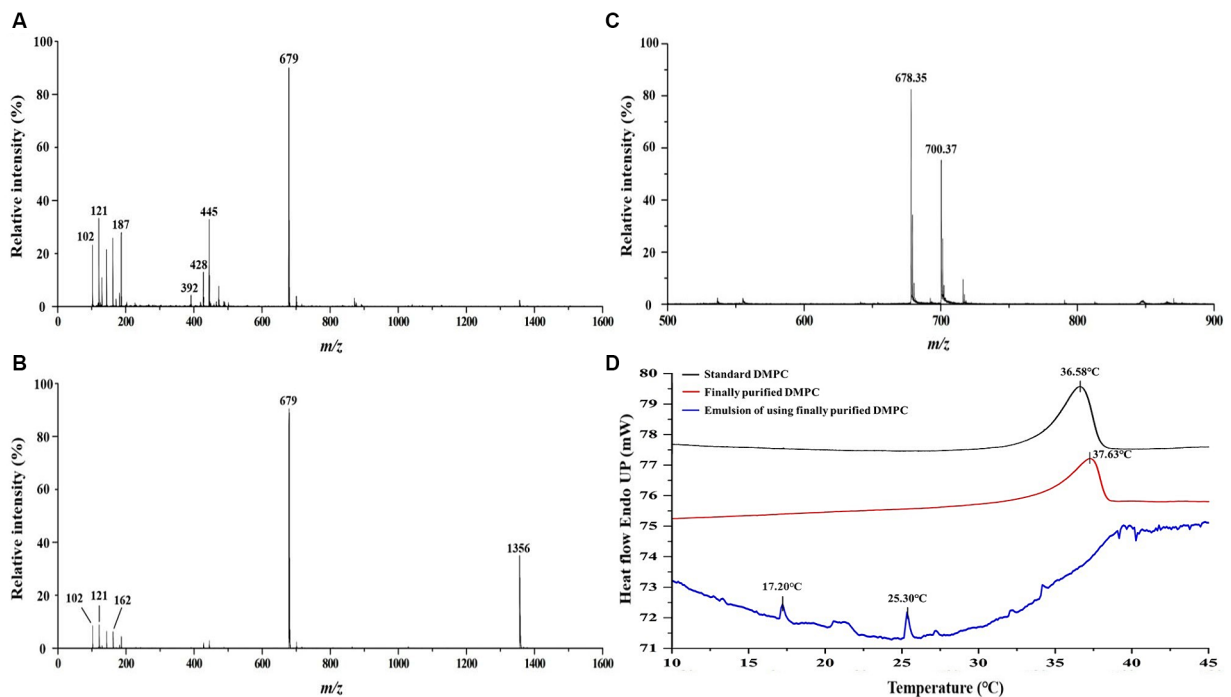 A
100
80
60
40
20
0
Relative intensity (%)
679
121
102
187
445
428
392
0 200 400 600 800 1000 1200 1400 1600
m/z
B
100
80
60
40
20
0
Relative intensity (%)
679
1356
102
121
162
0 200 400 600 800 1000 1200 1400 1600
m/z
C
100
80
60
40
20
0
Relative intensity (%)
678.35
700.37
500 600 700 800 900
m/z
D
80
79
78
77
76
75
74
73
72
71
Heat flow Endo UP (mW)
Standard DMPC
Finally purified DMPC
Emulsion of using finally purified DMPC
36.58°C
37.63°C
17.20°C
25.30°C
10 15 20 25 30 35 40 45
Temperature (°C)